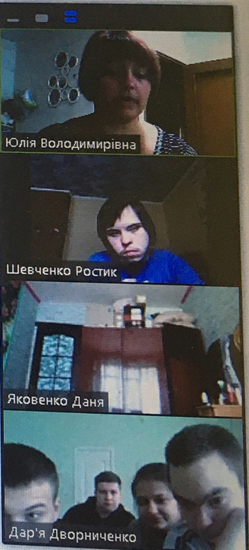 Юлія Володимирівна
Шевченко Ростик
Яковенко Даня
Дар'я Дворниченко